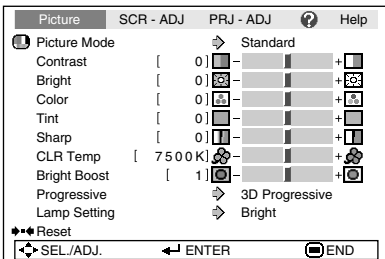 Picture SCR - ADJ PRJ - ADJ ? Help
Picture Mode Standard
Contrast [ 0] - +
Bright [ 0] - +
Color [ 0] - +
Tint [ 0] - +
Sharp [ 0] - +
CLR Temp [ 7500K] - +
Bright Boost [ 1] - +
Progressive 3D Progressive
Lamp Setting Bright
Reset
SEL./ADJ. ENTER END